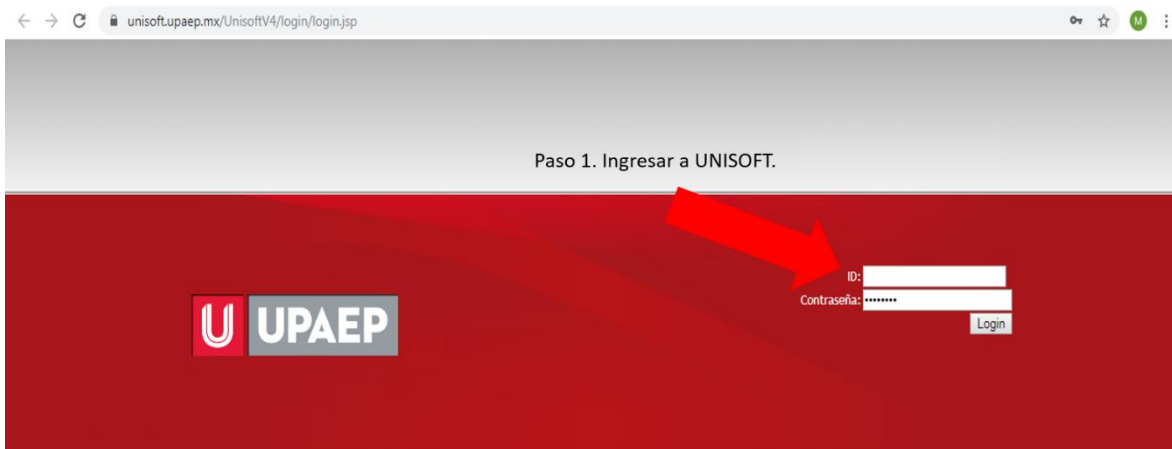 unisoft.upaep.mx/UnisoftV4/login/login.jsp
M
Paso 1. Ingresar a UNISOFT.
ID:
Contraseña: ••••••••
Login
U UPAEP